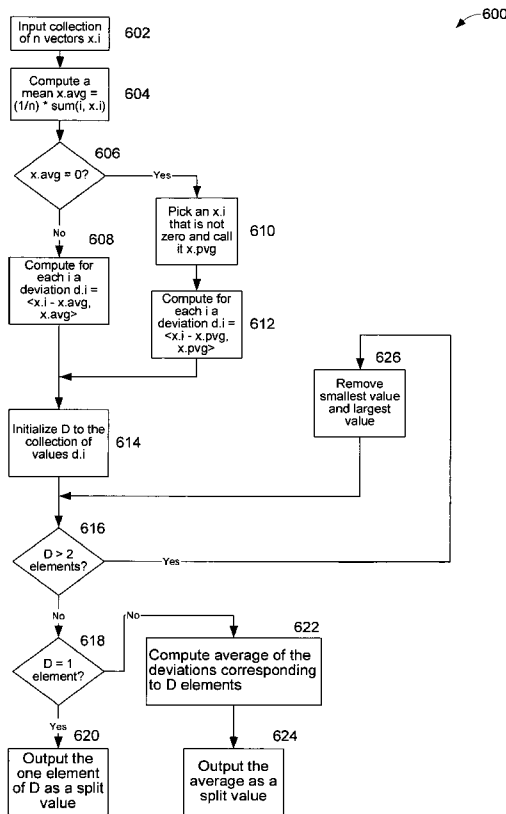 600
Input collection
of n vectors x.i
602
Compute a
mean x.avg =
(1/n) * sum(i, x.i)
604
606
x.avg = 0?
Yes
No
Pick an x.i
that is not
zero and call
it x.pvg
610
608
Compute for
each i a
deviation d.i =
<x.i - x.avg,
x.avg>
Compute for
each i a
deviation d.i =
<x.i - x.pvg,
x.pvg>
612
626
Remove
smallest value
and largest
value
Initialize D to the
collection of
values d.i
614
616
D > 2
elements?
Yes
No
No
618
D = 1
element?
622
Compute average of the
deviations corresponding
to D elements
Yes
620
Output the
one element
of D as a split
value
624
Output the
average as a
split value